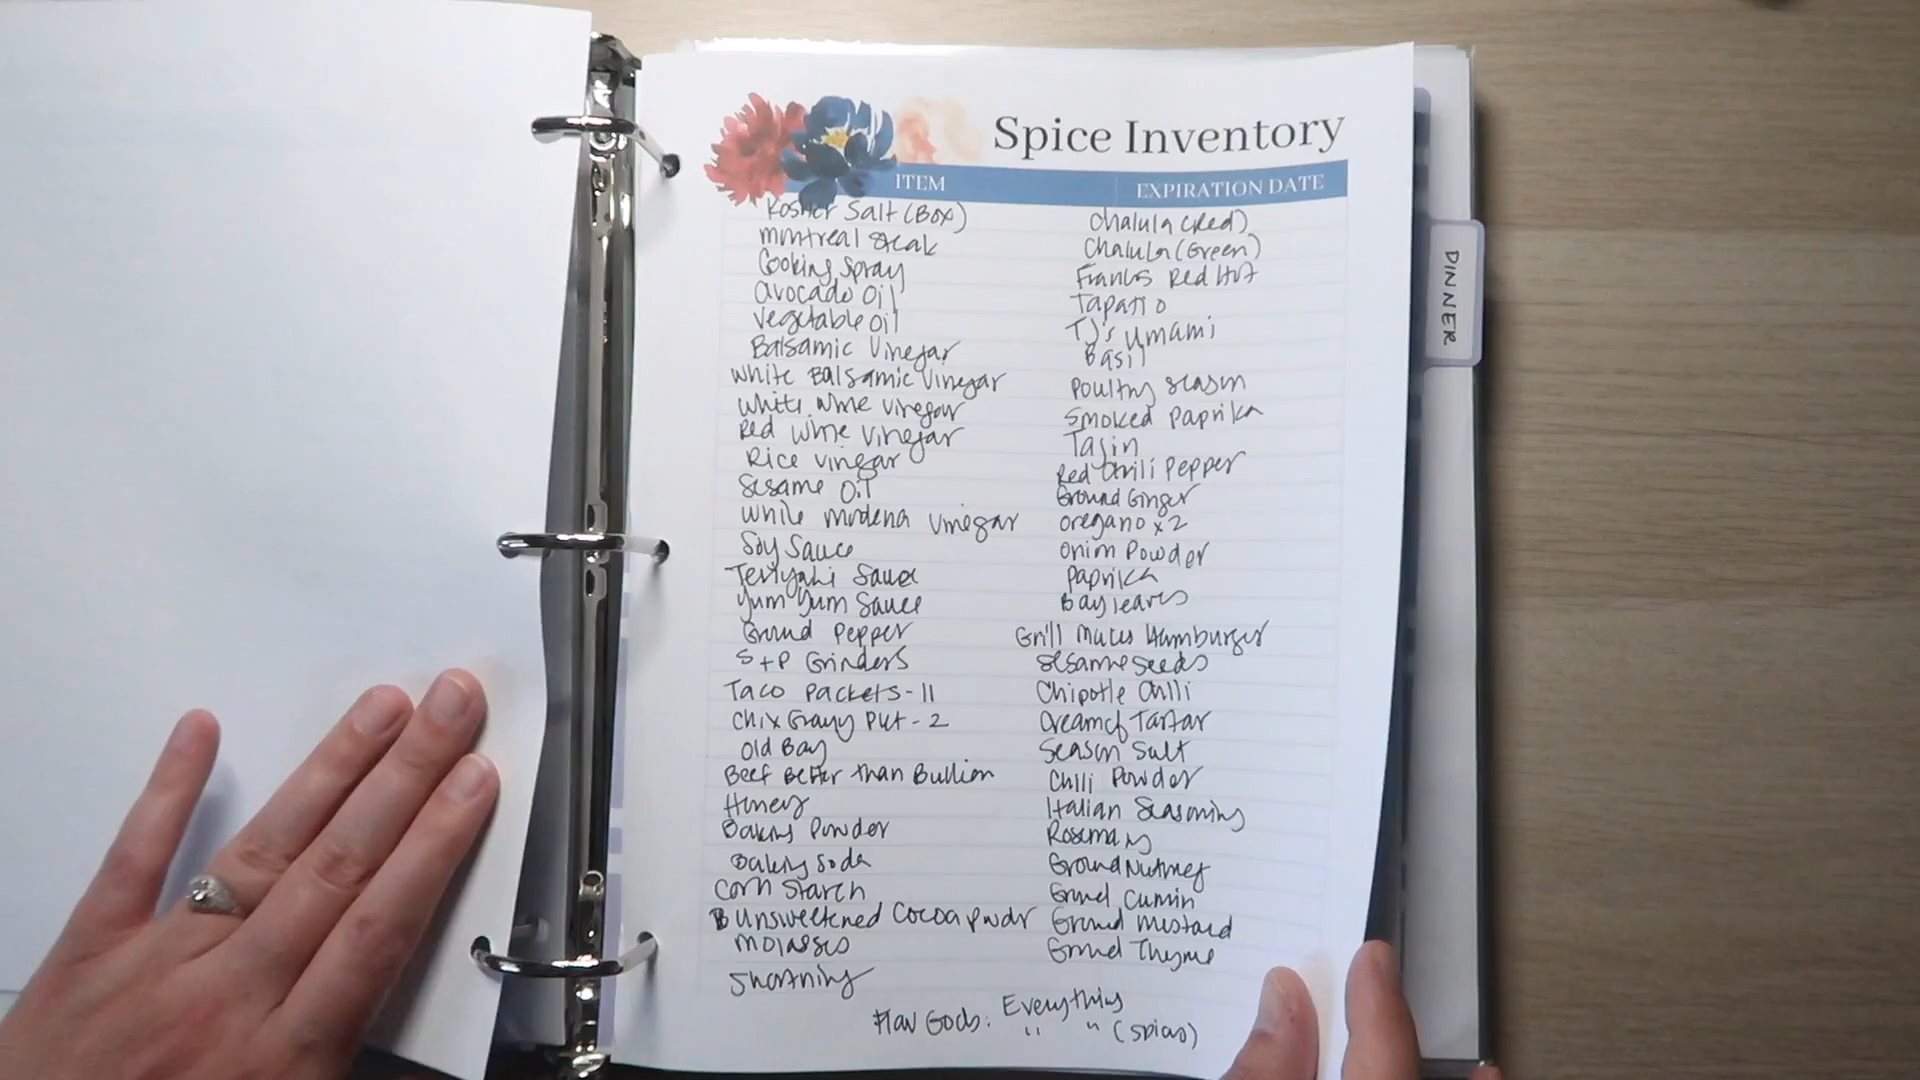 Spice Inventory
ITEM
EXPIRATION DATE
Kosher Salt (Box)
Montreal Steak
Cooking Spray
Avocado Oil
Vegetable Oil
Balsamic Vinegar
White Balsamic Vinegar
White Wine Vinegar
Red Wine Vinegar
Rice Vinegar
Sesame Oil
White Modena Vinegar
Soy Sauce
Teriyaki Sauce
Yum Yum Sauce
Ground Pepper
S+P Grinders
Taco Packets - 11
Chix Gravy Pkt - 2
Old Bay
Beef Better than Bullion
Honey
Baking Powder
Baking Soda
Corn Starch
Unsweetened Cocoa pwdr
Molasses
Shortning
Chalula (Red)
Chalula (Green)
Franks Red Hot
Tapatio
TJ's Umami
Basil
Poultry Season
Smoked Paprika
Tajin
Red Chili Pepper
Ground Ginger
Oregano x2
Onion Powder
Paprika
Bay leaves
Grill Mates Hamburger
Sesame Seeds
Chipotle Chili
Cream of Tartar
Season Salt
Chili Powder
Italian Seasoning
Rosemary
Ground Nutmeg
Ground Cumin
Ground Mustard
Ground Thyme
Flav Gods: Everything
" " (Spicy)
DINNER